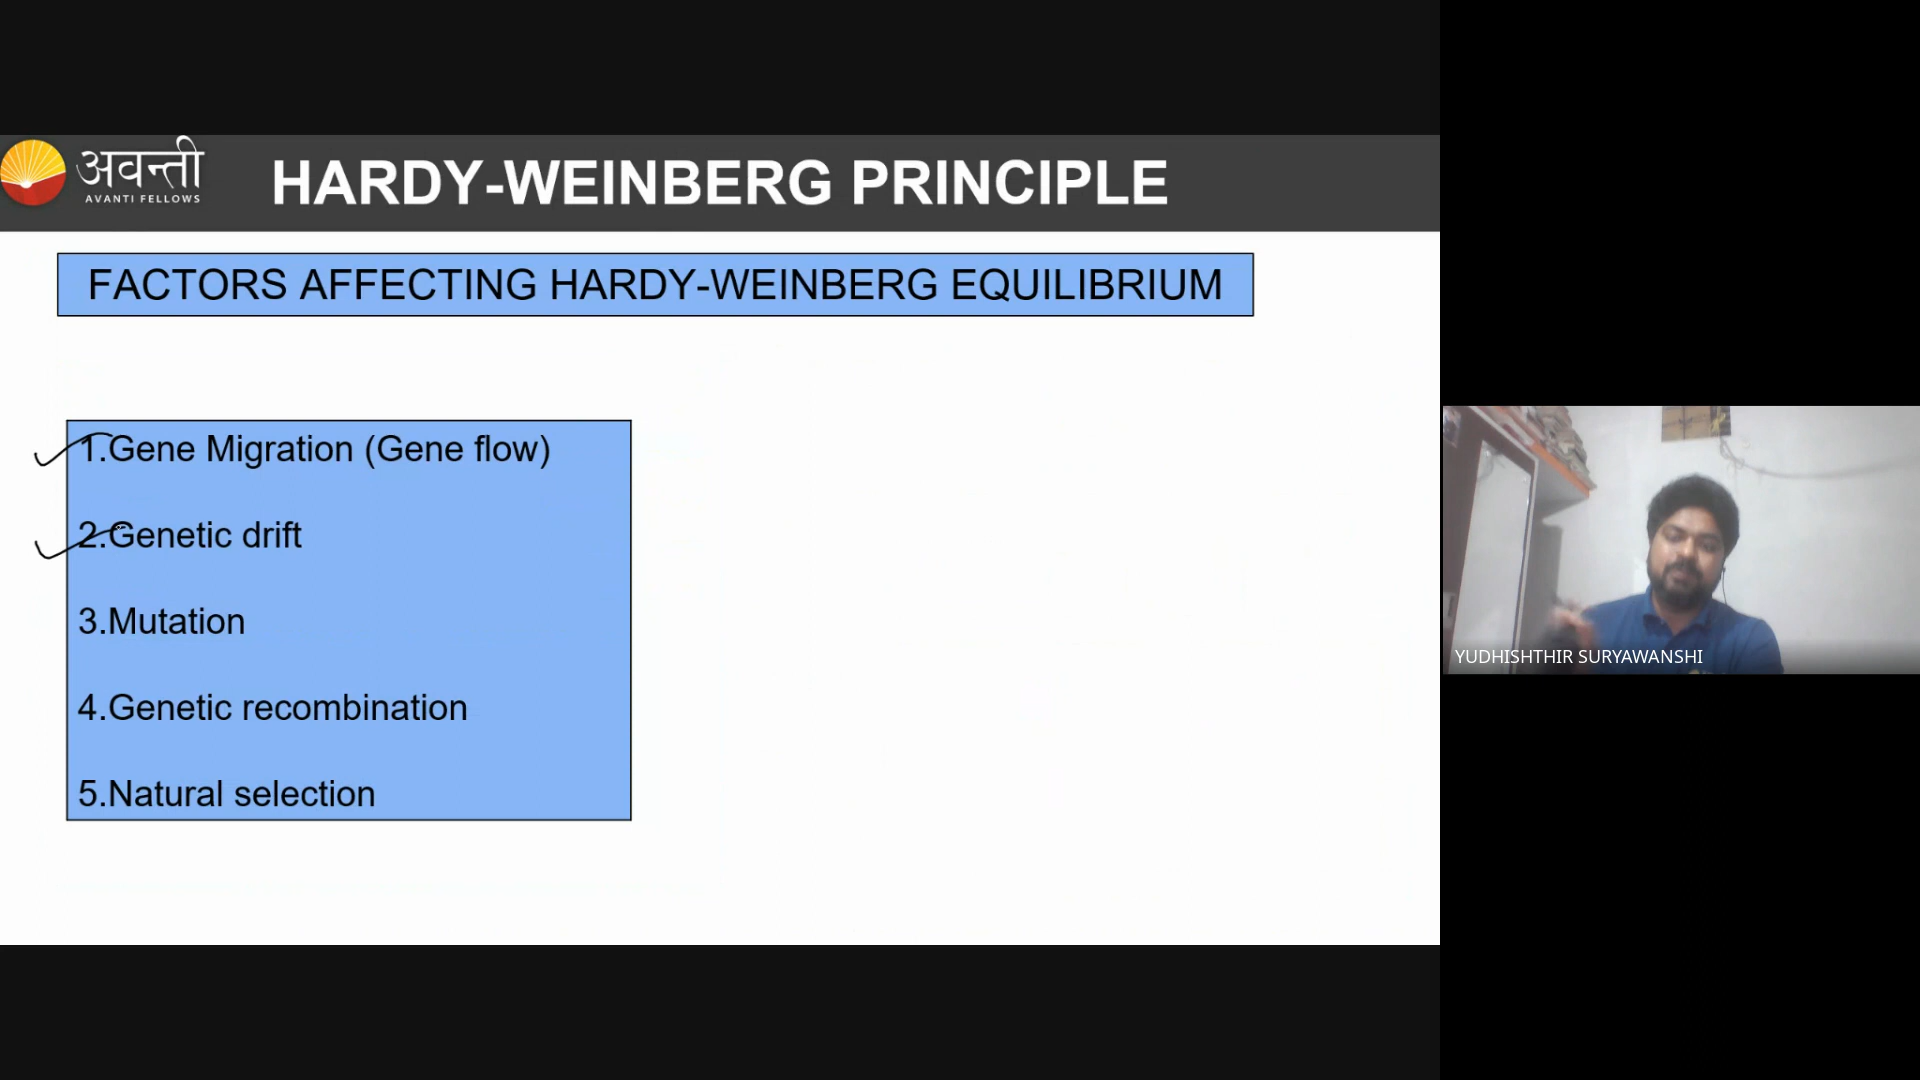 अवन्ती
AVANTI FELLOWS
HARDY-WEINBERG PRINCIPLE
FACTORS AFFECTING HARDY-WEINBERG EQUILIBRIUM
1.Gene Migration (Gene flow)
2.Genetic drift
3.Mutation
4.Genetic recombination
5.Natural selection
YUDHISHTHIR SURYAWANSHI